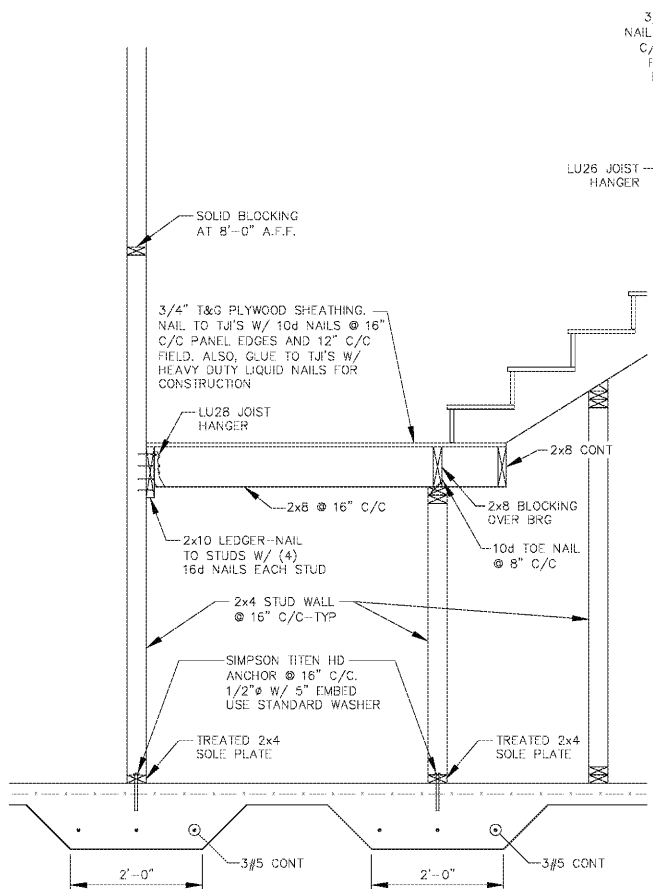 3/
NAIL
C/
LU26 JOIST
HANGER
SOLID BLOCKING
AT 8'-0" A.F.F.
3/4" T&G PLYWOOD SHEATHING.
NAIL TO TJI'S W/ 10d NAILS @ 16"
C/C PANEL EDGES AND 12" C/C
FIELD. ALSO, GLUE TO TJI'S W/
HEAVY DUTY LIQUID NAILS FOR
CONSTRUCTION
LU28 JOIST
HANGER
2x8 CONT
2x8 @ 16" C/C
2x8 BLOCKING
OVER BRG
2x10 LEDGER-NAIL
TO STUDS W/ (4)
16d NAILS EACH STUD
10d TOE NAIL
@ 8" C/C
2x4 STUD WALL
@ 16" C/C-TYP
SIMPSON TITEN HD
ANCHOR @ 16" C/C.
1/2"ø W/ 5" EMBED
USE STANDARD WASHER
TREATED 2x4
SOLE PLATE
TREATED 2x4
SOLE PLATE
3#5 CONT
3#5 CONT
2'-0"
2'-0"